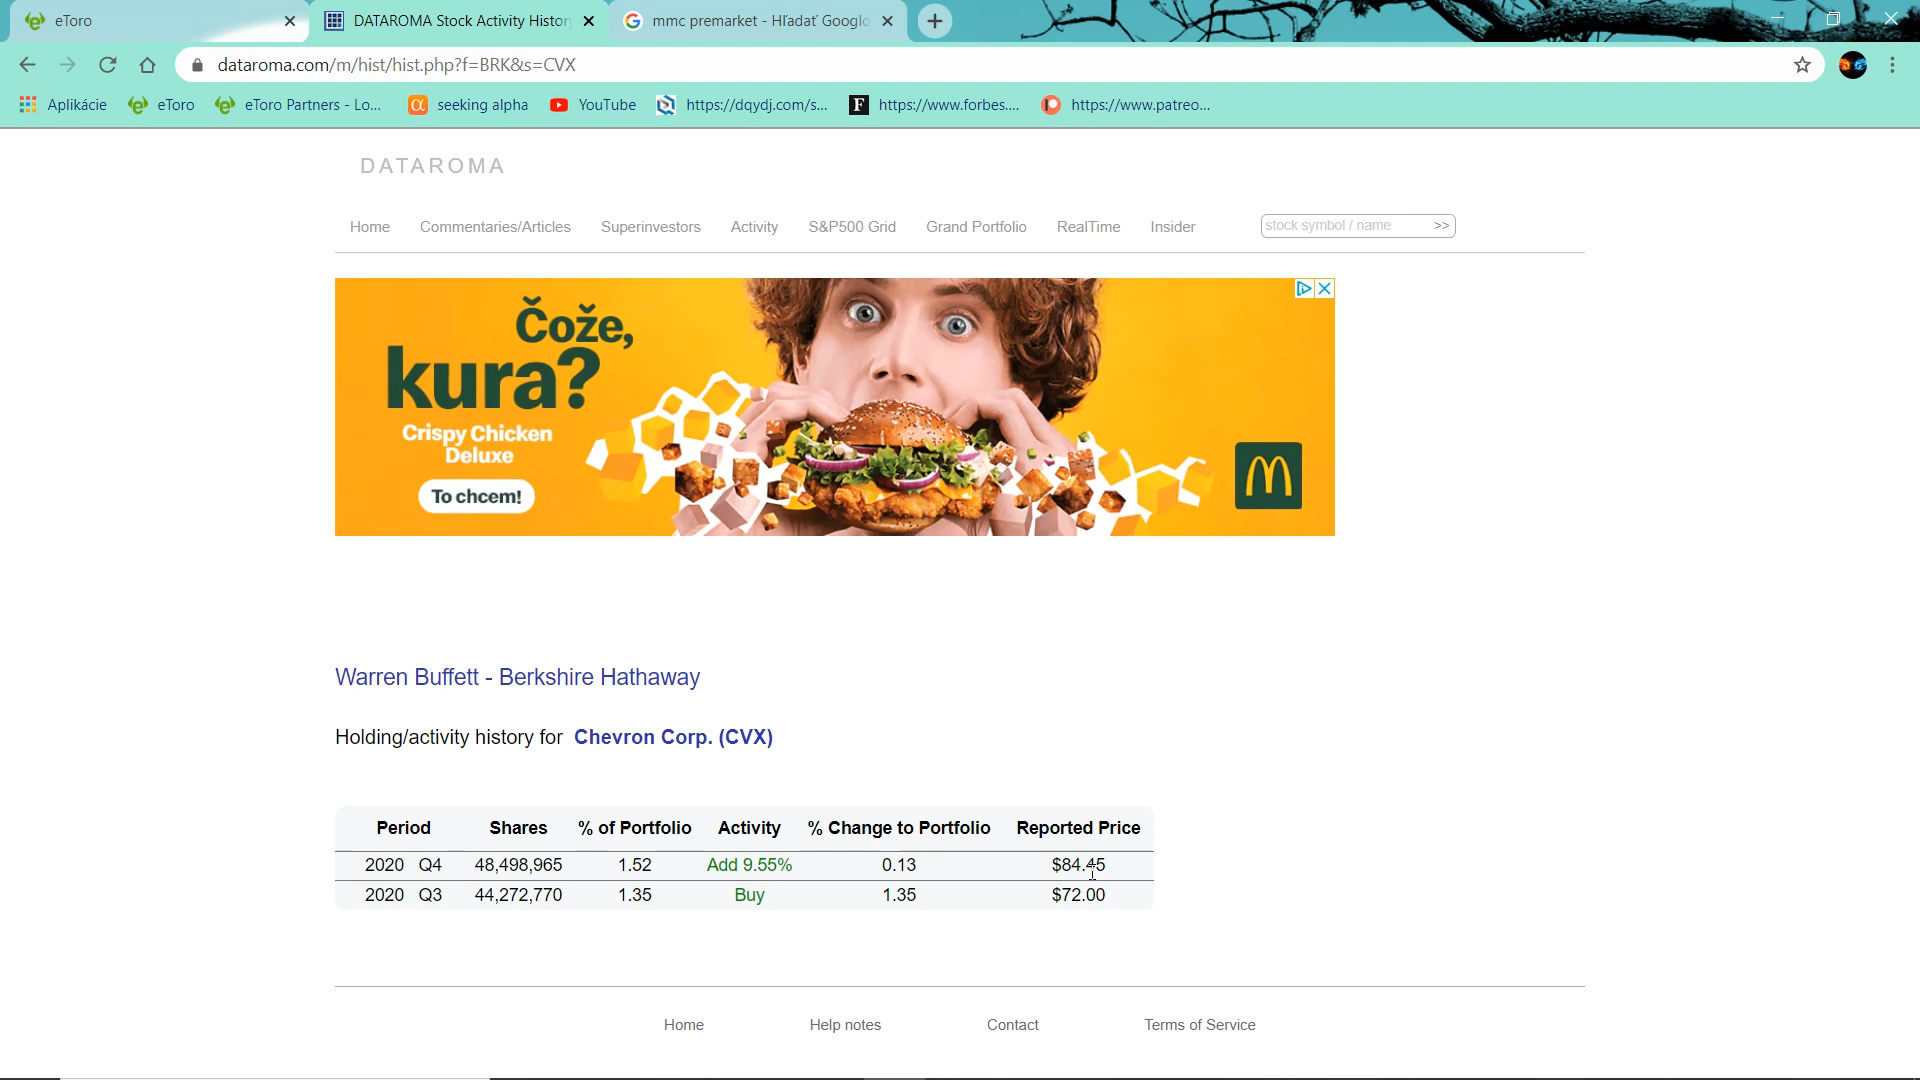 eToro
DATAROMA Stock Activity History
mmc premarket - Hľadať Googlo
dataroma.com/m/hist/hist.php?f=BRK&s=CVX
Aplikácie eToro eToro Partners - Lo... seeking alpha YouTube https://dqydj.com/s... https://www.forbes.... https://www.patreo...
DATAROMA
Home Commentaries/Articles Superinvestors Activity S&P500 Grid Grand Portfolio RealTime Insider stock symbol / name >>
Čože,
kura?
Crispy Chicken
Deluxe
To chcem!
Warren Buffett - Berkshire Hathaway
Holding/activity history for Chevron Corp. (CVX)
Period Shares % of Portfolio Activity % Change to Portfolio Reported Price
2020 Q4 48,498,965 1.52 Add 9.55% 0.13 $84.45
2020 Q3 44,272,770 1.35 Buy 1.35 $72.00
Home Help notes Contact Terms of Service